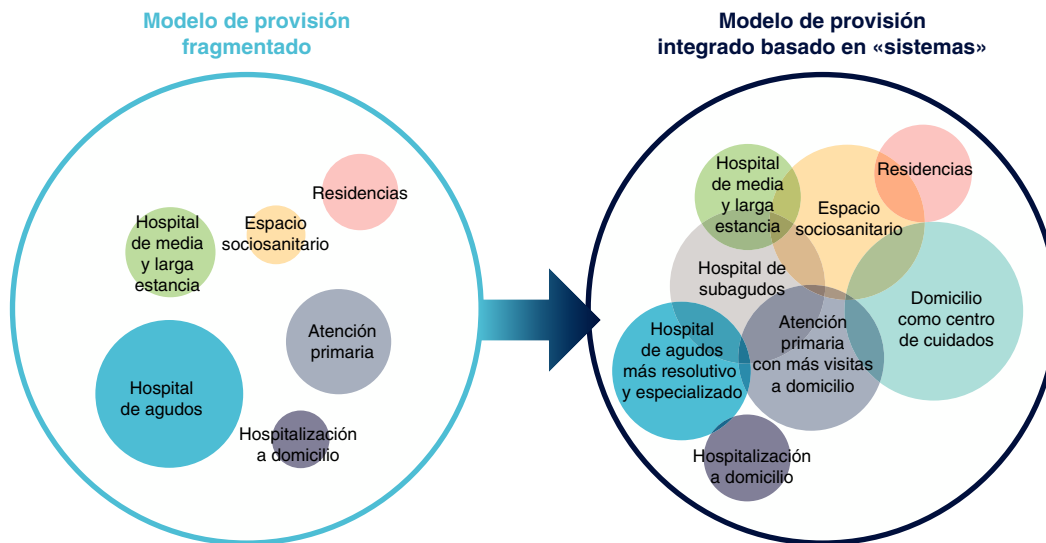 Modelo de provisión
fragmentado
Residencias
Hospital
de media
y larga
estancia
Espacio
sociosanitario
Atención
primaria
Hospital
de agudos
Hospitalización
a domicilio
Modelo de provisión
integrado basado en «sistemas»
Hospital
de media
y larga
estancia
Residencias
Espacio
sociosanitario
Hospital de
subagudos
Domicilio
como centro
de cuidados
Hospital
de agudos
más resolutivo
y especializado
Atención
primaria
con más visitas
a domicilio
Hospitalización
a domicilio